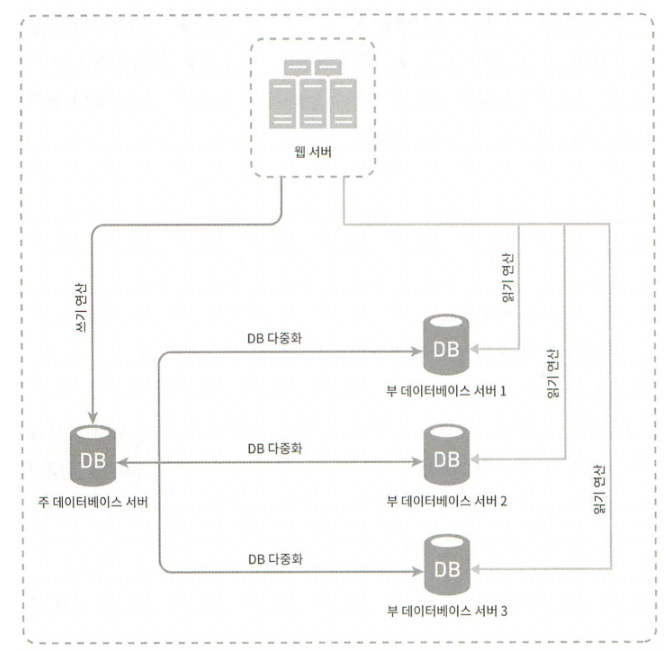 웹 서버
쓰기 연산
읽기 연산
DB 다중화
DB
부 데이터베이스 서버 1
읽기 연산
DB
주 데이터베이스 서버
DB 다중화
DB
부 데이터베이스 서버 2
읽기 연산
DB 다중화
DB
부 데이터베이스 서버 3